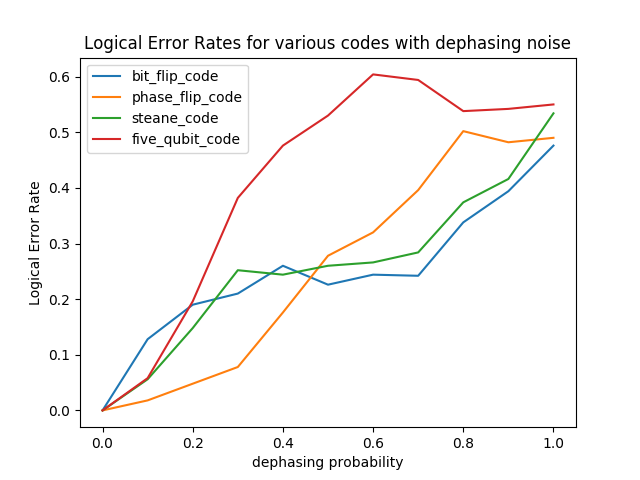 Logical Error Rates for various codes with dephasing noise
bit_flip_code
phase_flip_code
steane_code
five_qubit_code
Logical Error Rate
0.6
0.5
0.4
0.3
0.2
0.1
0.0
0.0 0.2 0.4 0.6 0.8 1.0
dephasing probability